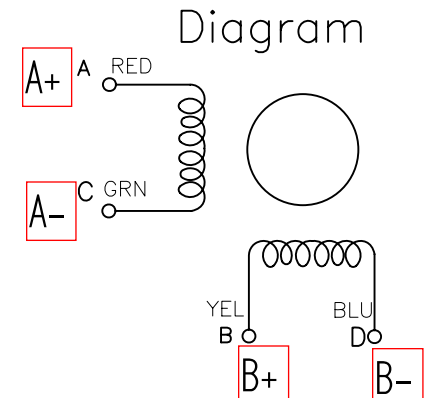 Diagram
A+ A RED
A- C GRN
YEL BLU
B D
B+ B-